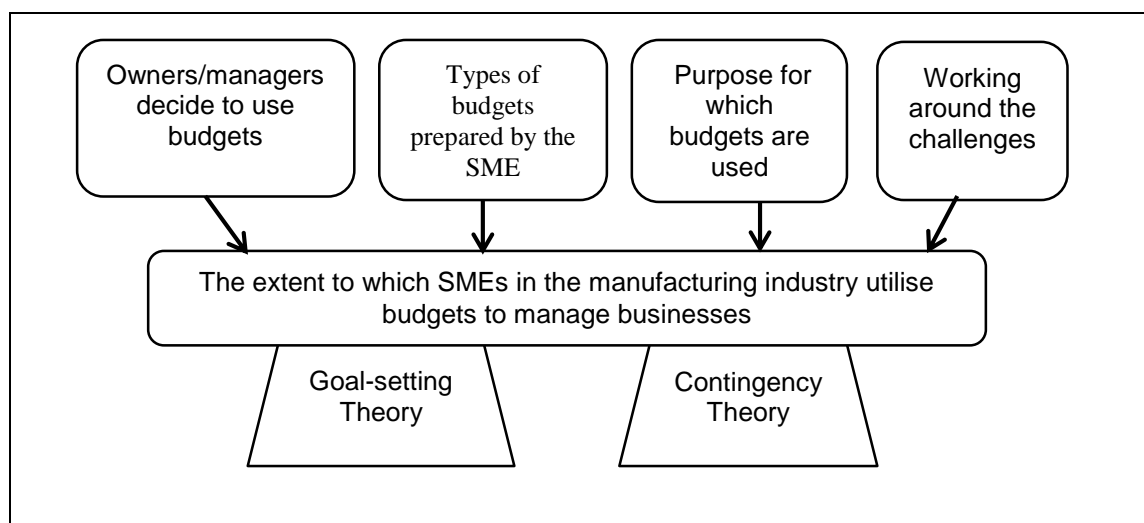 Owners/managers
decide to use
budgets
Types of
budgets
prepared by the
SME
Purpose for
which
budgets are
used
Working
around the
challenges
The extent to which SMEs in the manufacturing industry utilise
budgets to manage businesses
Goal-setting
Theory
Contingency
Theory